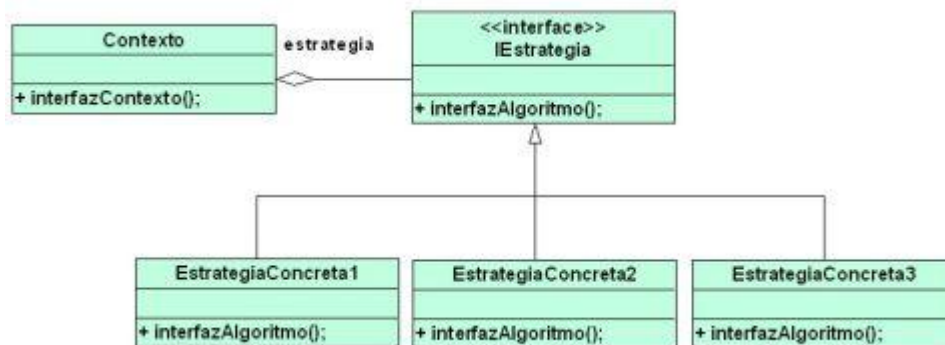 Contexto
+ interfazContexto();
estrategia
<<interface>>
IEstrategia
+ interfazAlgoritmo();
EstrategiaConcreta1
+ interfazAlgoritmo();
EstrategiaConcreta2
+ interfazAlgoritmo();
EstrategiaConcreta3
+ interfazAlgoritmo();